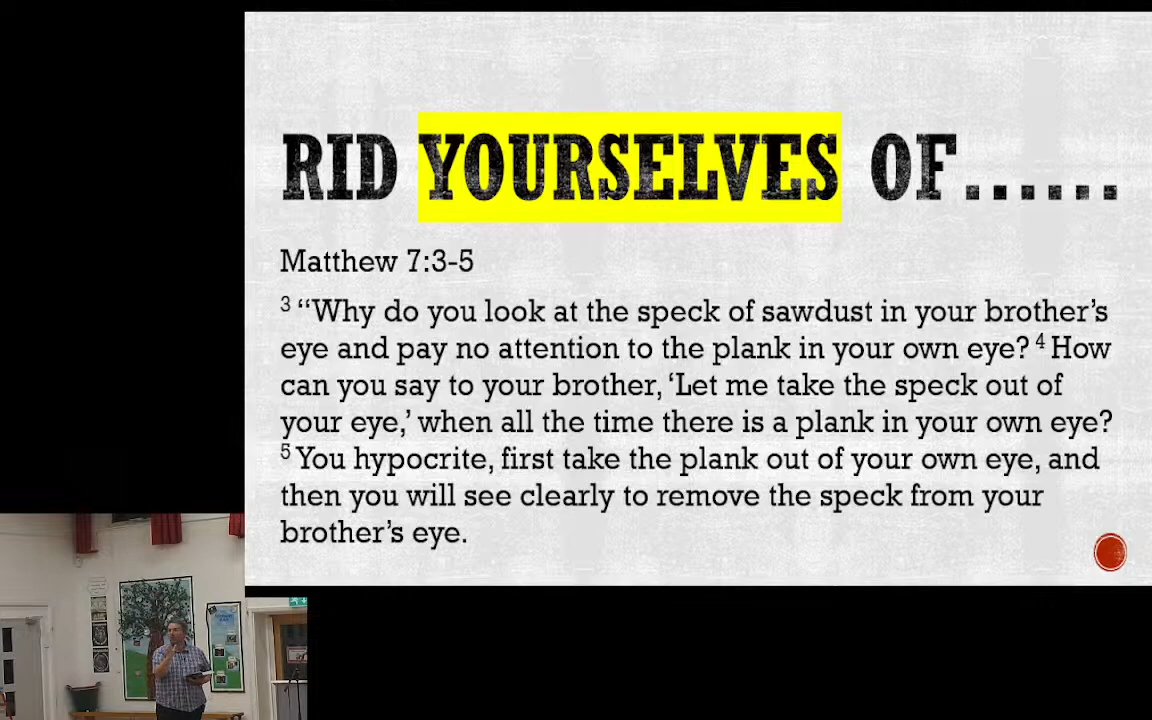 RID YOURSELVES OF......
Matthew 7:3-5
3 “Why do you look at the speck of sawdust in your brother’s
eye and pay no attention to the plank in your own eye? 4 How
can you say to your brother, ‘Let me take the speck out of
your eye,’ when all the time there is a plank in your own eye?
5 You hypocrite, first take the plank out of your own eye, and
then you will see clearly to remove the speck from your
brother’s eye.